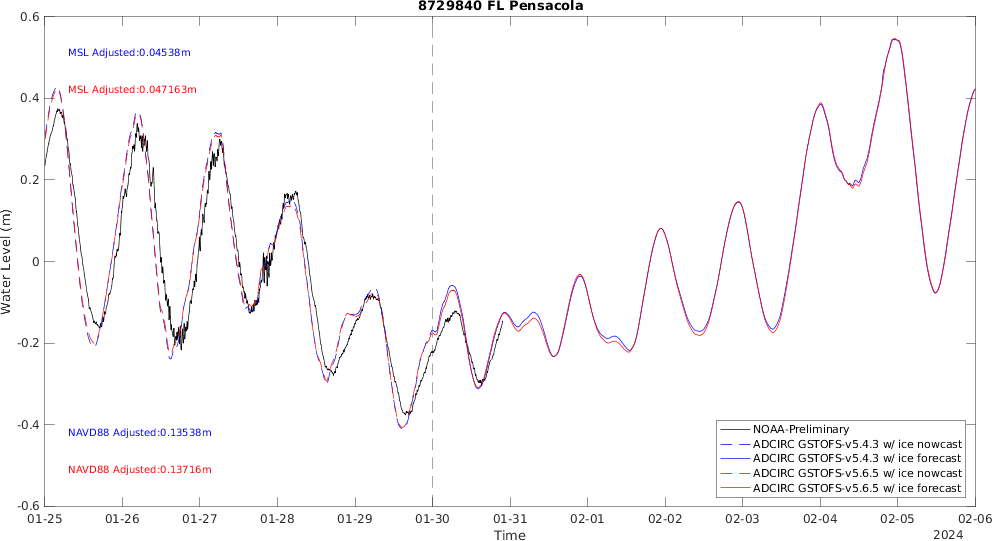 8729840 FL Pensacola
0.6
MSL Adjusted:0.04538m
MSL Adjusted:0.047163m
0.4
0.2
Water Level (m)
0
-0.2
-0.4
NAVD88 Adjusted:0.13538m
NAVD88 Adjusted:0.13716m
NOAA-Preliminary
ADCIRC GSTOFS-v5.4.3 w/ ice nowcast
ADCIRC GSTOFS-v5.4.3 w/ ice forecast
ADCIRC GSTOFS-v5.6.5 w/ ice nowcast
ADCIRC GSTOFS-v5.6.5 w/ ice forecast
-0.6
01-25 01-26 01-27 01-28 01-29 01-30 01-31 02-01 02-02 02-03 02-04 02-05 02-06
Time
2024